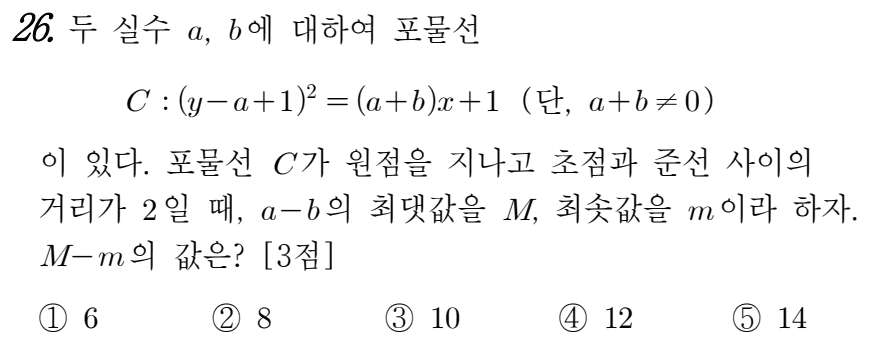 26. 두 실수 a, b에 대하여 포물선
C : (y-a+1)² = (a+b)x+1 (단, a+b≠0)
이 있다. 포물선 C가 원점을 지나고 초점과 준선 사이의
거리가 2일 때, a-b의 최댓값을 M, 최솟값을 m이라 하자.
M-m의 값은? [3점]
① 6 ② 8 ③ 10 ④ 12 ⑤ 14